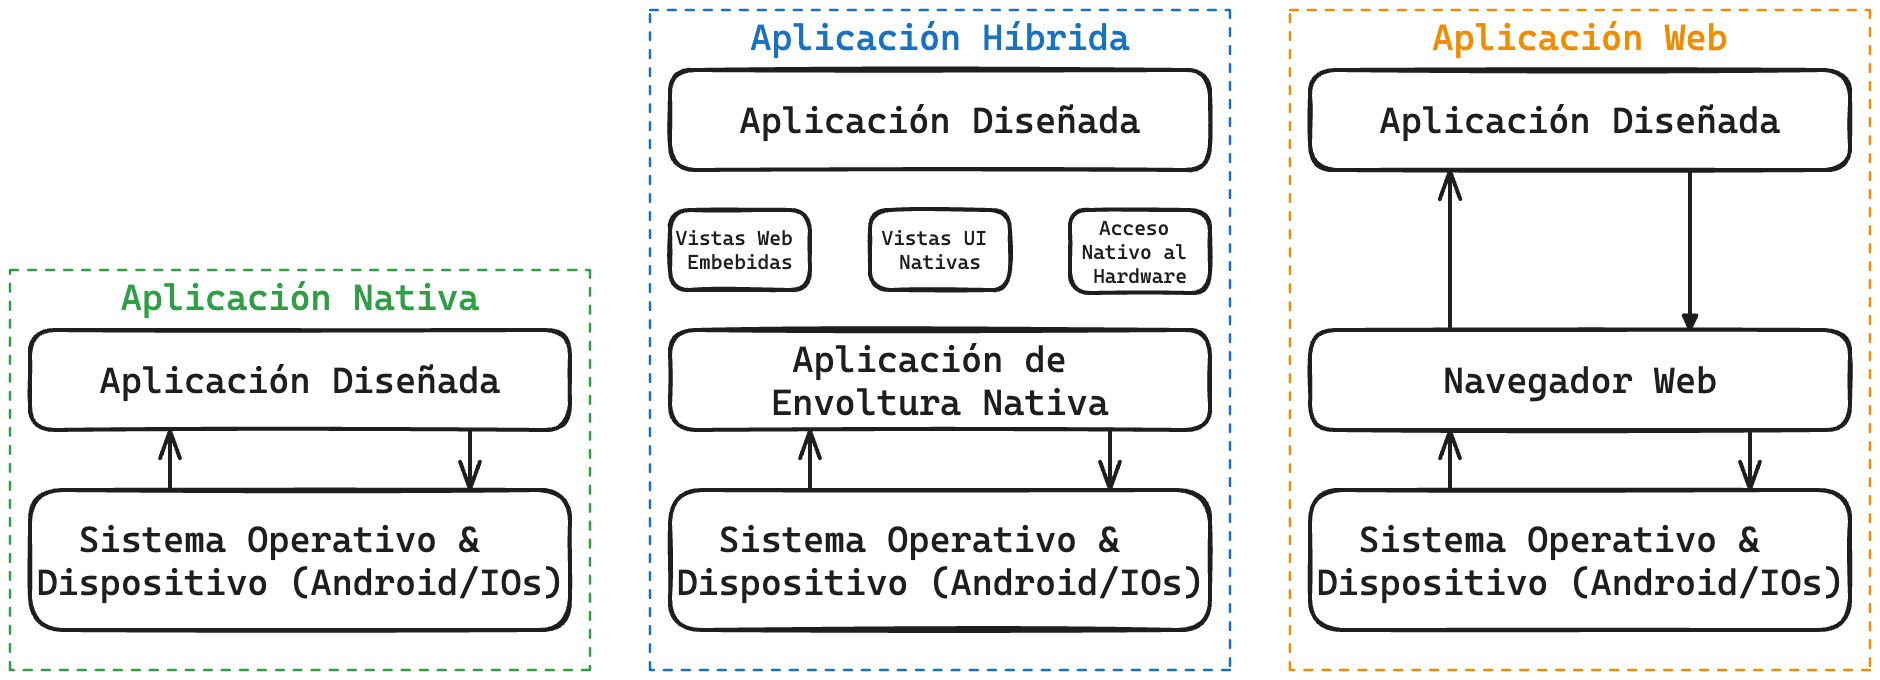 Aplicación Nativa
Aplicación Diseñada
Sistema Operativo &
Dispositivo (Android/IOs)
Aplicación Híbrida
Aplicación Diseñada
Vistas Web
Embebidas
Vistas UI
Nativas
Acceso
Nativo al
Hardware
Aplicación de
Envoltura Nativa
Sistema Operativo &
Dispositivo (Android/IOs)
Aplicación Web
Aplicación Diseñada
Navegador Web
Sistema Operativo &
Dispositivo (Android/IOs)